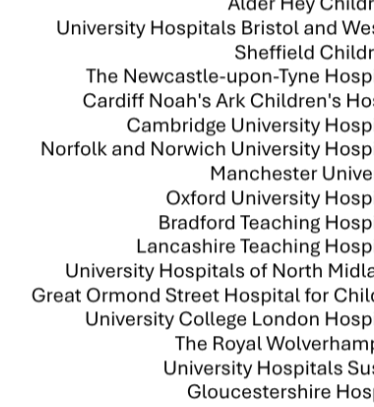 Alder Hey Childr
University Hospitals Bristol and Wes
Sheffield Childr
The Newcastle-upon-Tyne Hosp
Cardiff Noah's Ark Children's Hos
Cambridge University Hosp
Norfolk and Norwich University Hosp
Manchester Unive
Oxford University Hosp
Bradford Teaching Hosp
Lancashire Teaching Hosp
University Hospitals of North Midla
Great Ormond Street Hospital for Chil
University College London Hosp
The Royal Wolverhamp
University Hospitals Sus
Gloucestershire Hosp